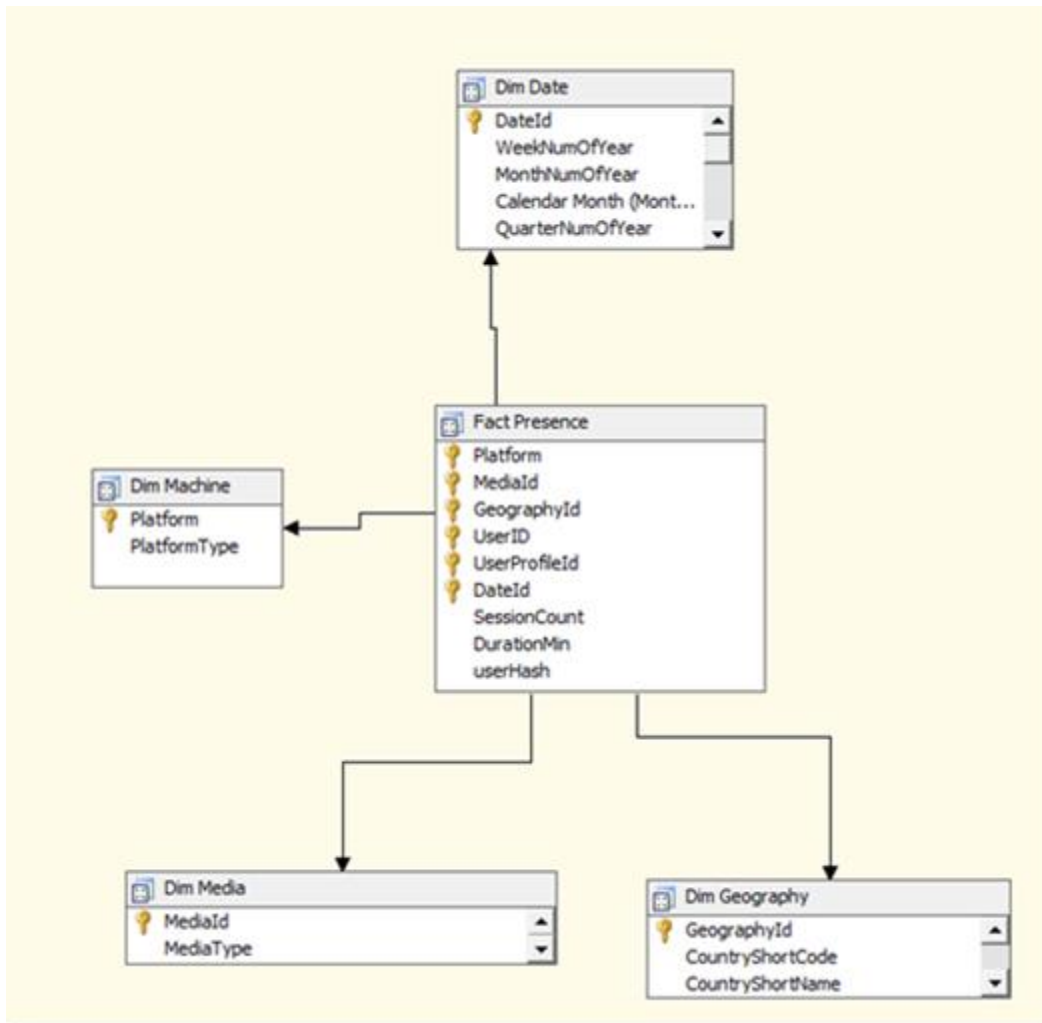 Dim Date
DateId
WeekNumOfYear
MonthNumOfYear
Calendar Month (Mont...
QuarterNumOfYear
Fact Presence
Platform
MediaId
GeographyId
UserID
UserProfileId
DateId
SessionCount
DurationMin
userHash
Dim Machine
Platform
PlatformType
Dim Media
MediaId
MediaType
Dim Geography
GeographyId
CountryShortCode
CountryShortName